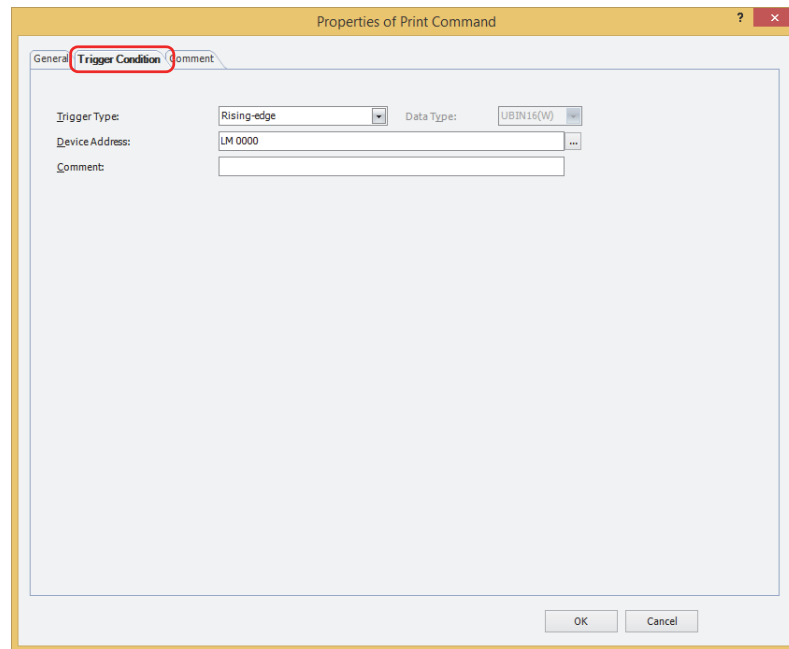 Properties of Print Command ? ×
General Trigger Condition Comment
Trigger Type: Rising-edge Data Type: UBIN16(W)
Device Address: LM 0000 ...
Comment:
OK Cancel